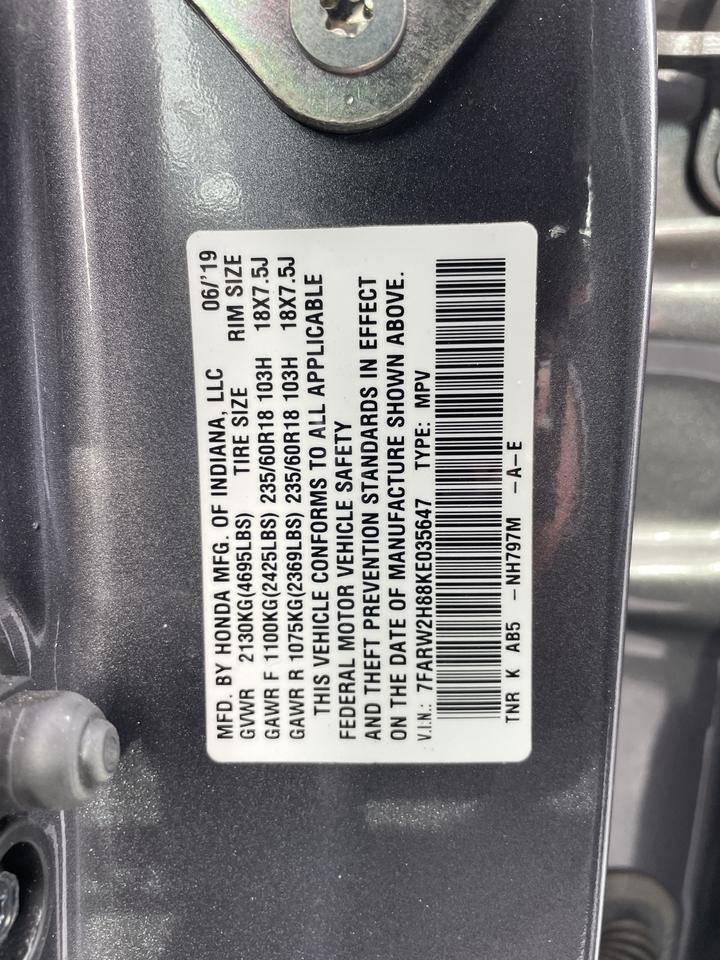 MFD. BY HONDA MFG. OF INDIANA, LLC 06/'19
GVWR 2130KG(4695LBS) TIRE SIZE RIM SIZE
GAWR F 1100KG(2425LBS) 235/60R18 103H 18X7.5J
GAWR R 1075KG(2369LBS) 235/60R18 103H 18X7.5J
THIS VEHICLE CONFORMS TO ALL APPLICABLE
FEDERAL MOTOR VEHICLE SAFETY
AND THEFT PREVENTION STANDARDS IN EFFECT
ON THE DATE OF MANUFACTURE SHOWN ABOVE.
V.I.N.: 7FARW2H88KE035647 TYPE: MPV
TNR K AB5 -NH797M -A-E